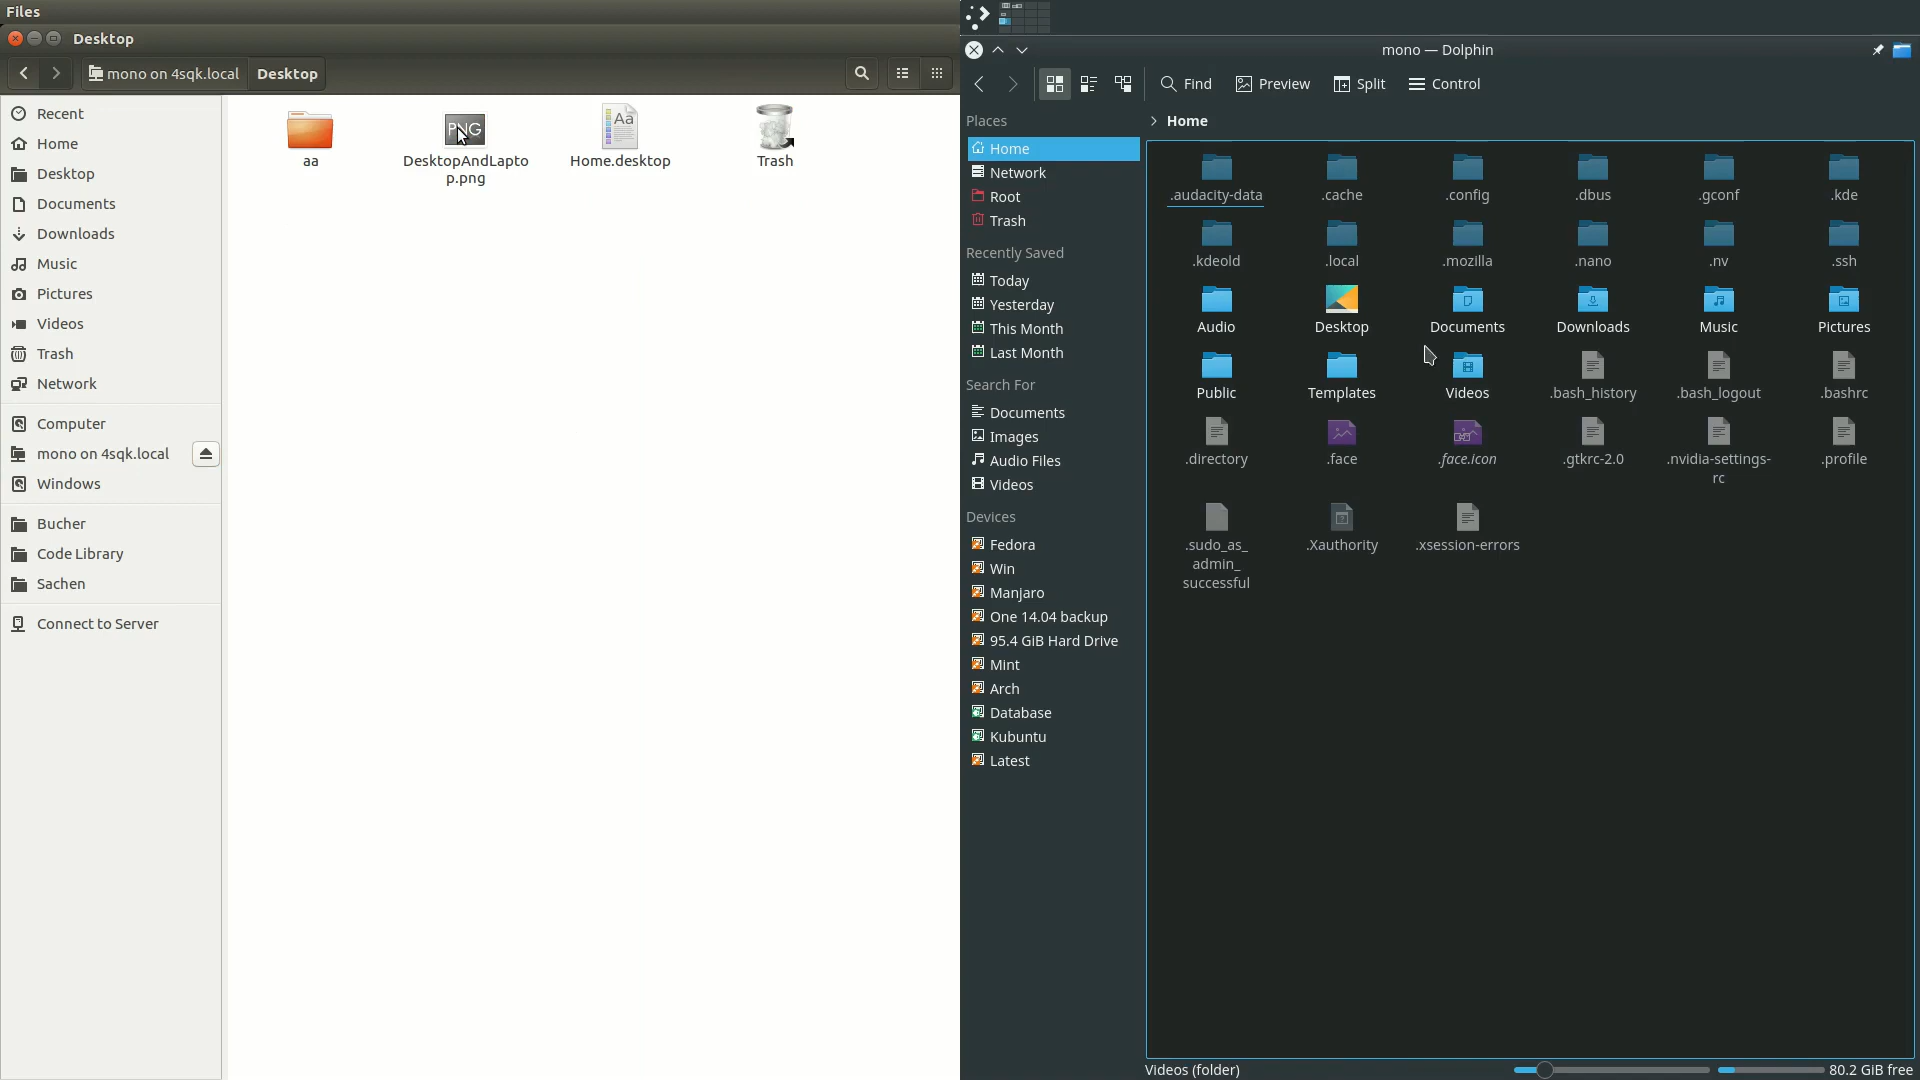 Files
Desktop
mono on 4sqk.local
Desktop
Recent
Home
Desktop
Documents
Downloads
Music
Pictures
Videos
Trash
Network
Computer
mono on 4sqk.local
Windows
Bucher
Code Library
Sachen
Connect to Server
aa
PNG
DesktopAndLapto
p.png
Aa
Home.desktop
Trash
mono — Dolphin
Find
Preview
Split
Control
Places
Home
Network
Root
Trash
Recently Saved
Today
Yesterday
This Month
Last Month
Search For
Documents
Images
Audio Files
Videos
Devices
Fedora
Win
Manjaro
One 14.04 backup
95.4 GiB Hard Drive
Mint
Arch
Database
Kubuntu
Latest
Home
.audacity-data
.cache
.config
.dbus
.gconf
.kde
.kdeold
.local
.mozilla
.nano
.nv
.ssh
Audio
Desktop
Documents
Downloads
Music
Pictures
Public
Templates
Videos
.bash_history
.bash_logout
.bashrc
.directory
.face
.face.icon
.gtkrc-2.0
.nvidia-settings-
rc
.profile
.sudo_as_
admin_
successful
.Xauthority
.xsession-errors
Videos (folder)
80.2 GiB free